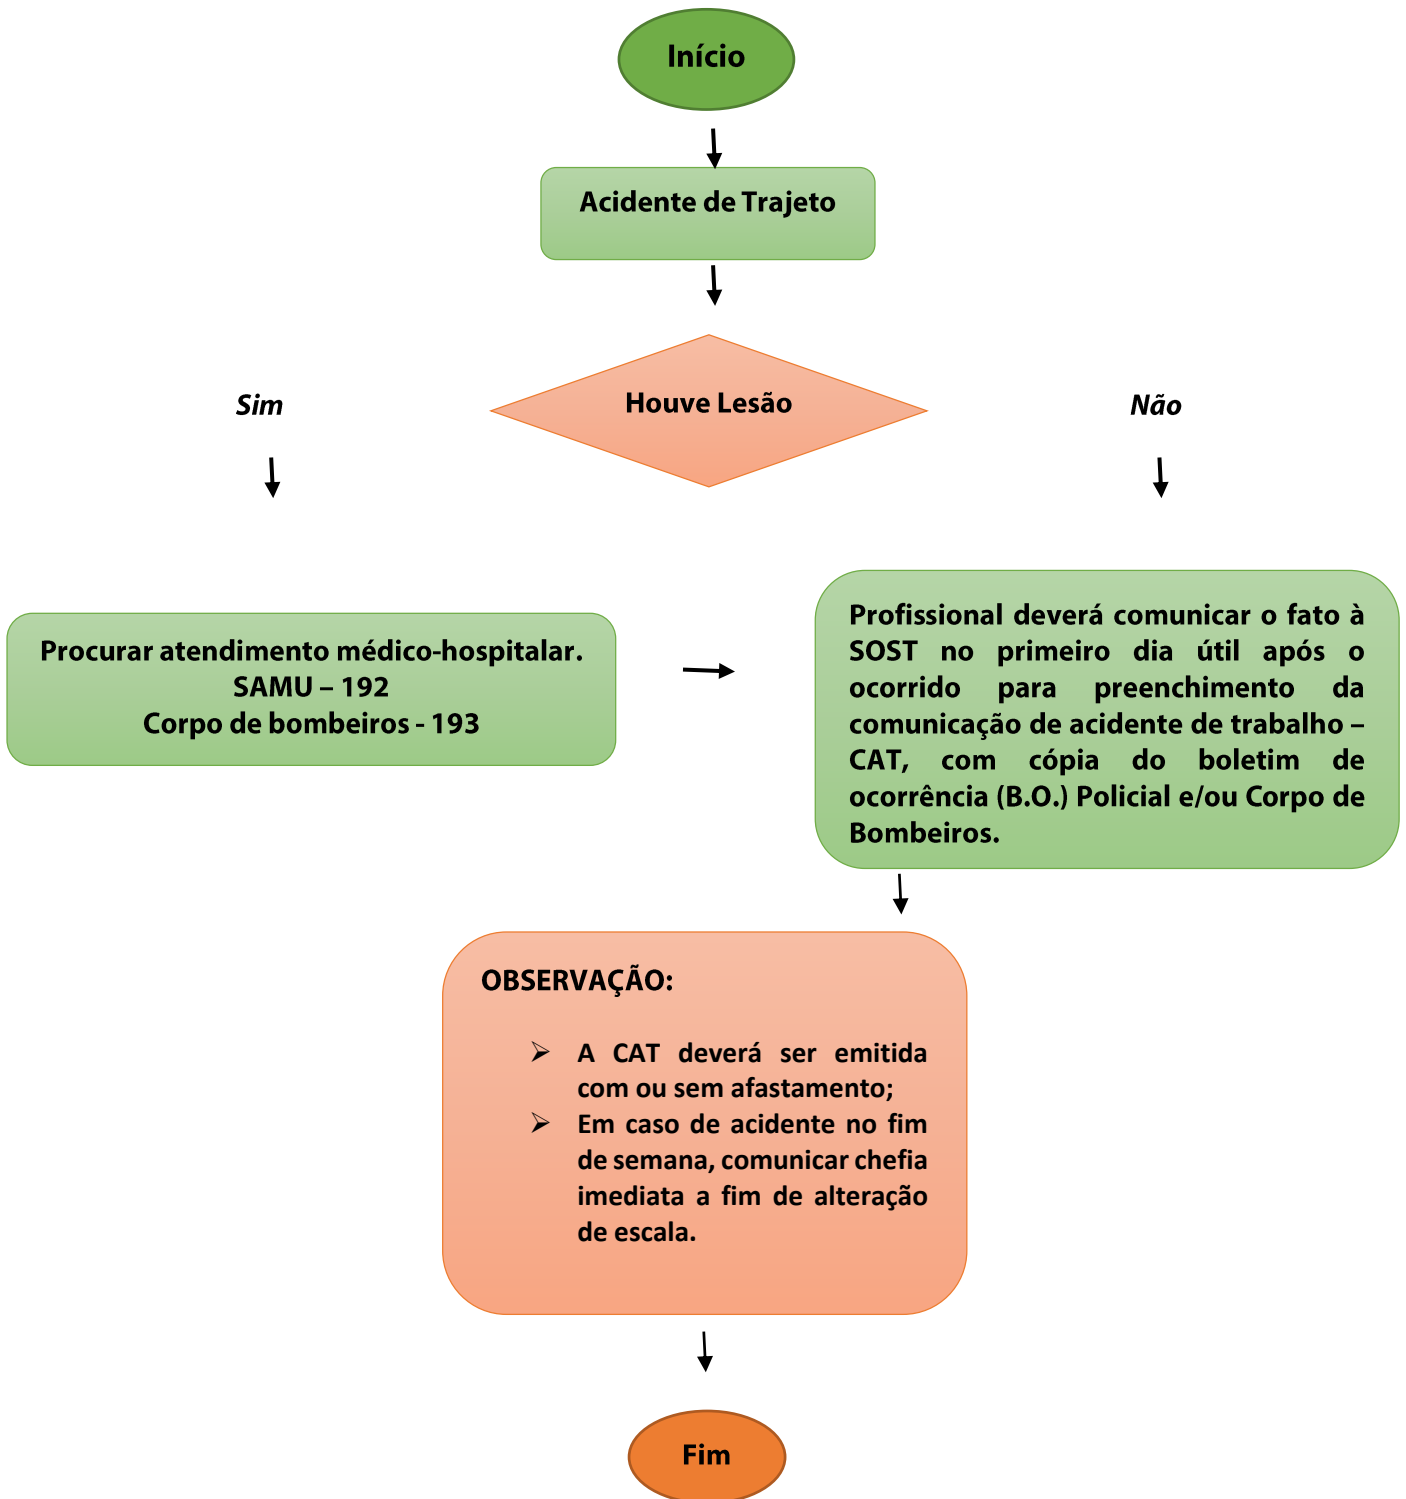 Início
Acidente de Trajeto
Houve Lesão
Sim
Não
Procurar atendimento médico-hospitalar.
SAMU – 192
Corpo de bombeiros - 193
Profissional deverá comunicar o fato à
SOST no primeiro dia útil após o
ocorrido para preenchimento da
comunicação de acidente de trabalho –
CAT, com cópia do boletim de
ocorrência (B.O.) Policial e/ou Corpo de
Bombeiros.
OBSERVAÇÃO:
➢ A CAT deverá ser emitida
com ou sem afastamento;
➢ Em caso de acidente no fim
de semana, comunicar chefia
imediata a fim de alteração
de escala.
Fim